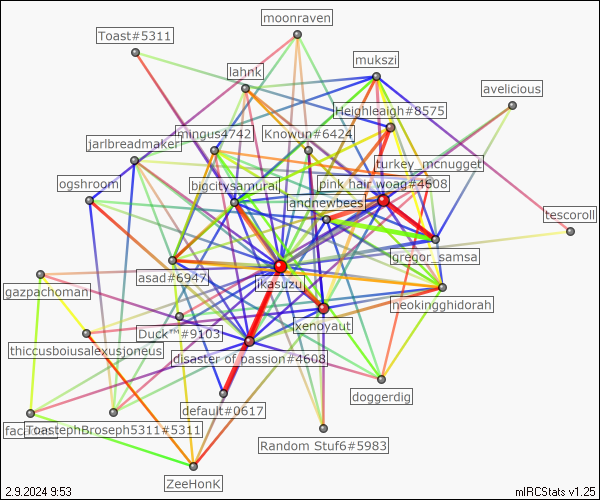 moonraven
Toast#5311
mukszi
lahnk
avelicious
Heighleigh#8575
mingus4742
Knowun#6424
jarlbreadmaker
turkey_mcnugget
ogshroom
bigcitysamurai
pink hair woag#4608
andnewbees
tescoroll
gregor_samsa
asad#6947
ikasuzu
gazpachoman
neokingghidorah
Duck™#9103
xenoyaut
thiccusboiusalexusjoneus
disaster of passion#4608
doggerdig
default#0617
ToastephBroseph5311#5311
Random Stuf6#5983
ZeeHonK
2.9.2024 9:53
mIRCStats v1.25